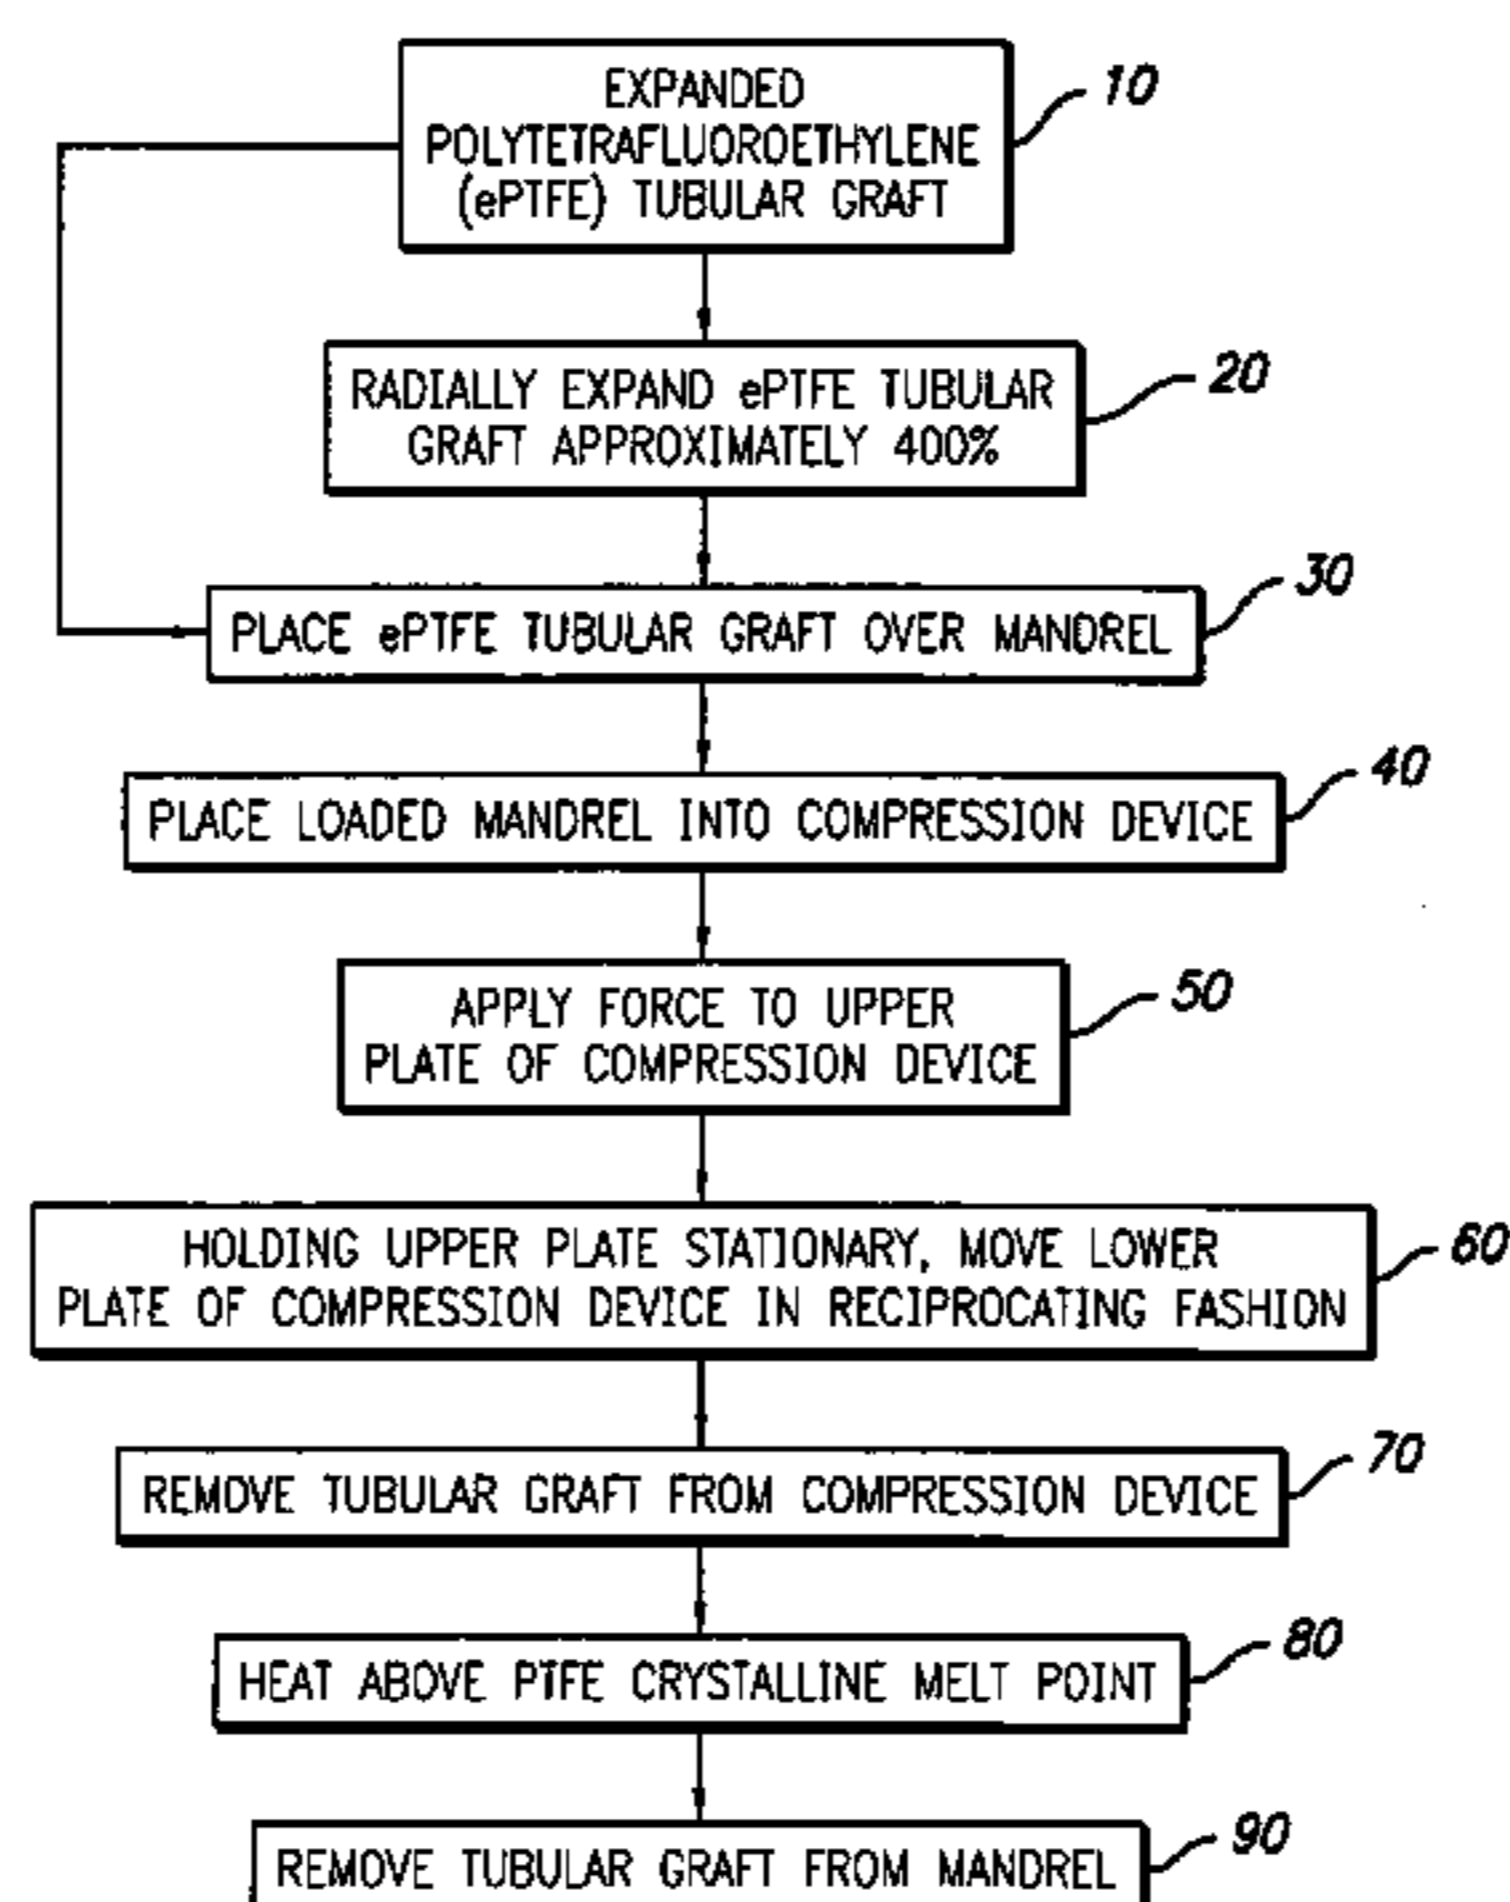 EXPANDED
POLYTETRAFLUOROETHYLENE
(ePTFE) TUBULAR GRAFT
10
RADIALLY EXPAND ePTFE TUBULAR
GRAFT APPROXIMATELY 400%
20
PLACE ePTFE TUBULAR GRAFT OVER MANDREL
30
PLACE LOADED MANDREL INTO COMPRESSION DEVICE
40
APPLY FORCE TO UPPER
PLATE OF COMPRESSION DEVICE
50
HOLDING UPPER PLATE STATIONARY, MOVE LOWER
PLATE OF COMPRESSION DEVICE IN RECIPROCATING FASHION
60
REMOVE TUBULAR GRAFT FROM COMPRESSION DEVICE
70
HEAT ABOVE PTFE CRYSTALLINE MELT POINT
80
REMOVE TUBULAR GRAFT FROM MANDREL
90